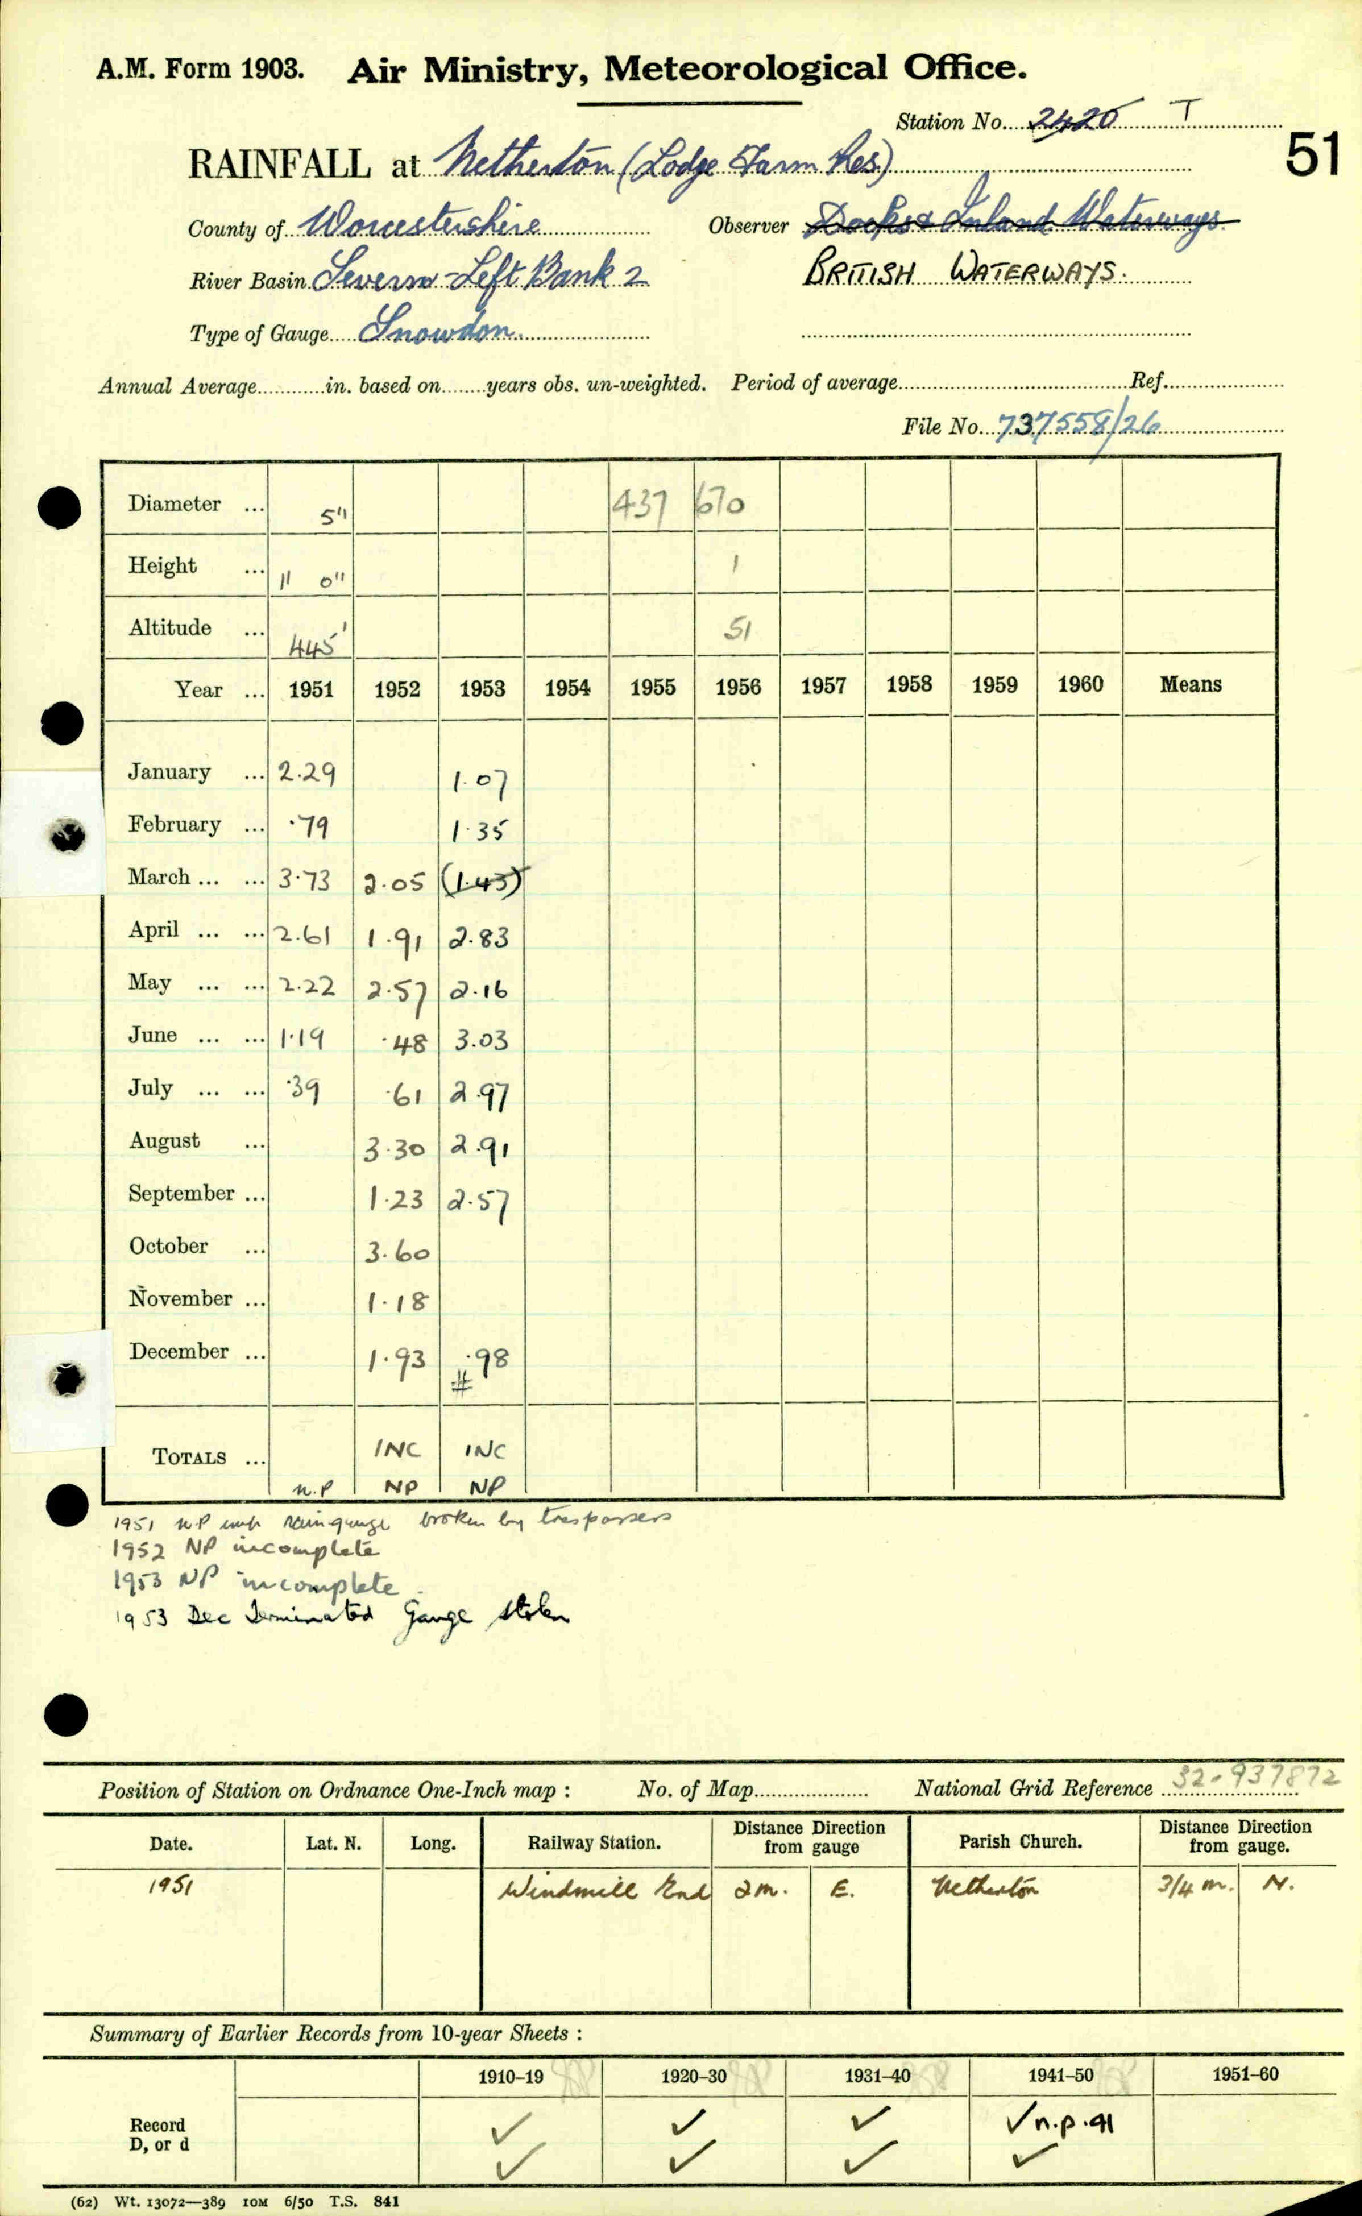 A.M. Form 1903. Air Ministry, Meteorological Office.
Station No. 2420 T
51
RAINFALL at Netherton (Lodge Farm Res)
County of Worcestershire Observer Docks & Inland Waterways.
River Basin Severn - Left Bank 2 BRITISH WATERWAYS.
Type of Gauge Snowdon
Annual Average............in. based on........years obs. un-weighted. Period of average........ Ref........
File No. 737558/26
Diameter ... 5" 437 670
Height ... 1' 0" 1
Altitude ... 445' 51
Year ... 1951 1952 1953 1954 1955 1956 1957 1958 1959 1960 Means
January ... 2.29 1.07
February ... .79 1.35
March ... ... 3.73 2.05 (1.43)
April ... ... 2.61 1.91 2.83
May ... ... 2.22 2.57 2.16
June ... ... 1.19 .48 3.03
July ... ... .39 .61 2.97
August ... 3.30 2.91
September ... 1.23 2.57
October ... 3.60
November ... 1.18
December ... 1.93 .98
#
TOTALS ... INC INC
n.P NP NP
1951 NP raingauge broken by trespassers
1952 NP incomplete
1953 NP incomplete
1953 Dec Terminated Gauge stolen
Position of Station on Ordnance One-Inch map : No. of Map........ National Grid Reference 32-937872
Date. Lat. N. Long. Railway Station. Distance from Direction gauge Parish Church. Distance from Direction gauge.
1951 Windmill End 2m. E. Netherton 3/4 m. N.
Summary of Earlier Records from 10-year Sheets :
1910–19 1920–30 1931–40 1941–50 1951–60
Record ✓ ✓ ✓ ✓ n.p. 41
D, or d ✓ ✓ ✓ ✓
(62) Wt. 13072—389 10M 6/50 T.S. 841